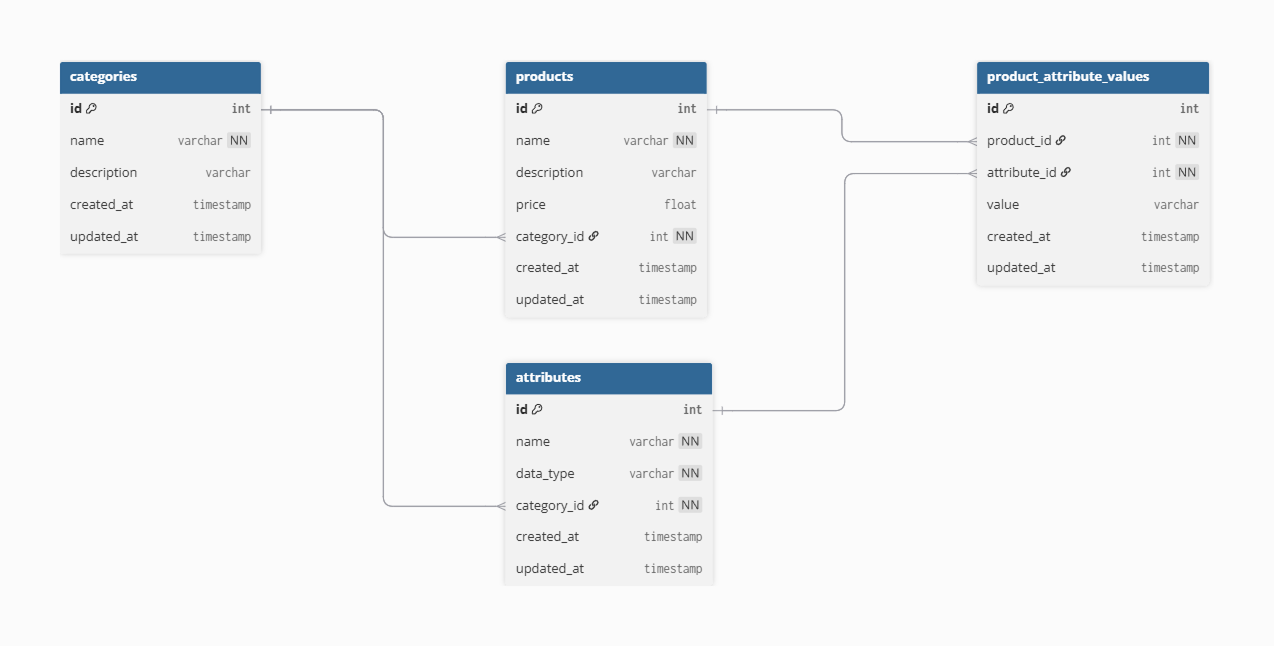 categories
id int
name varchar NN
description varchar
created_at timestamp
updated_at timestamp
products
id int
name varchar NN
description varchar
price float
category_id int NN
created_at timestamp
updated_at timestamp
product_attribute_values
id int
product_id int NN
attribute_id int NN
value varchar
created_at timestamp
updated_at timestamp
attributes
id int
name varchar NN
data_type varchar NN
category_id int NN
created_at timestamp
updated_at timestamp